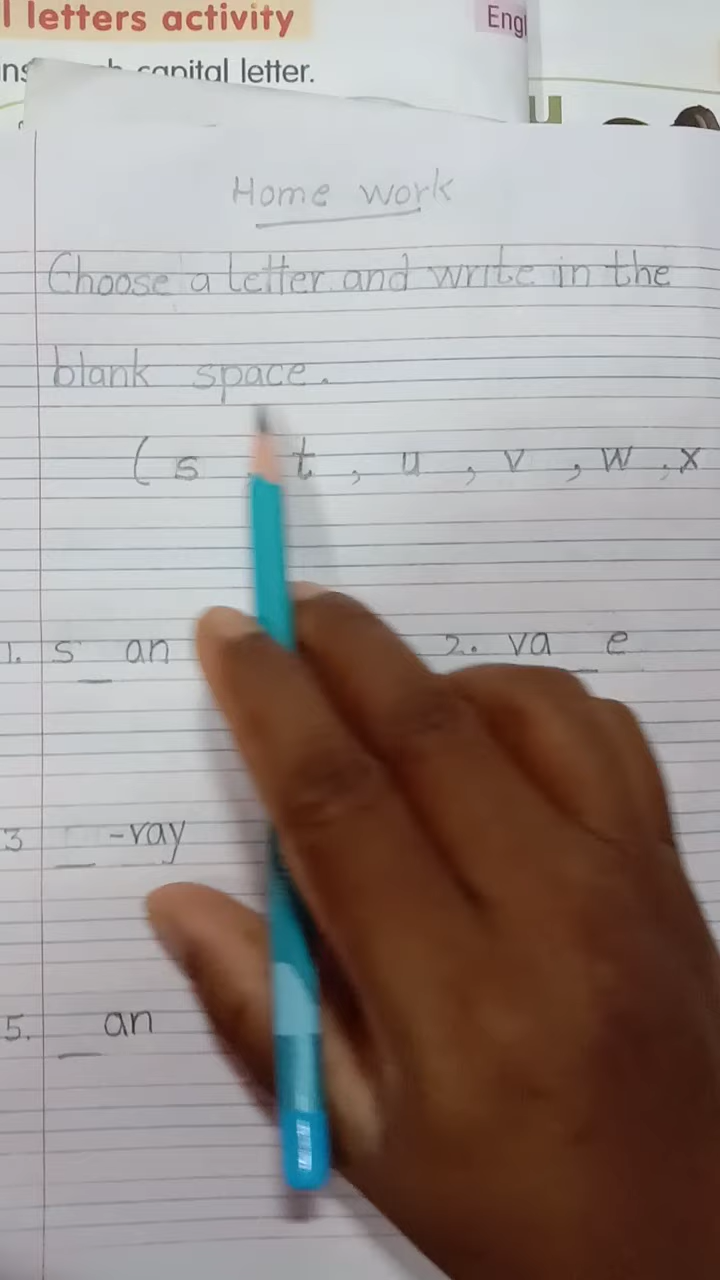 l letters activity
Engl
capital letter.
Home work
Choose a letter and write in the
blank space.
( s , t , u , v , w , x
1. s _ an
2. va _ e
3 _ -ray
5. _ an